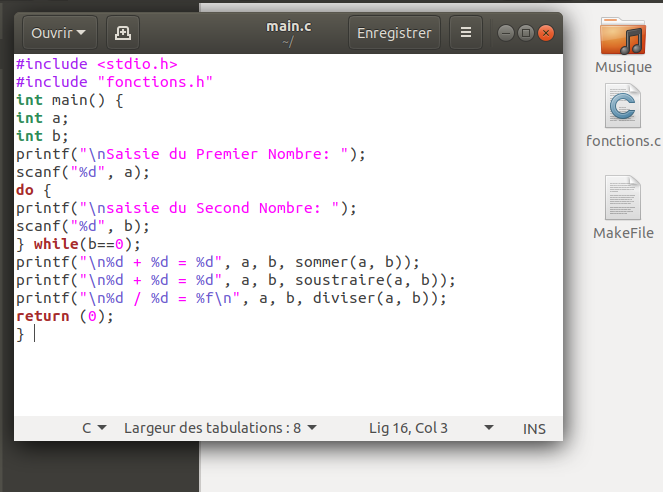 Ouvrir
main.c
~/
Enregistrer
#include <stdio.h>
#include "fonctions.h"
int main() {
int a;
int b;
printf("\nSaisie du Premier Nombre: ");
scanf("%d", a);
do {
printf("\nsaisie du Second Nombre: ");
scanf("%d", b);
} while(b==0);
printf("\n%d + %d = %d", a, b, sommer(a, b));
printf("\n%d + %d = %d", a, b, soustraire(a, b));
printf("\n%d / %d = %f\n", a, b, diviser(a, b));
return (0);
}
C
Largeur des tabulations : 8
Lig 16, Col 3
INS
Musique
fonctions.c
MakeFile